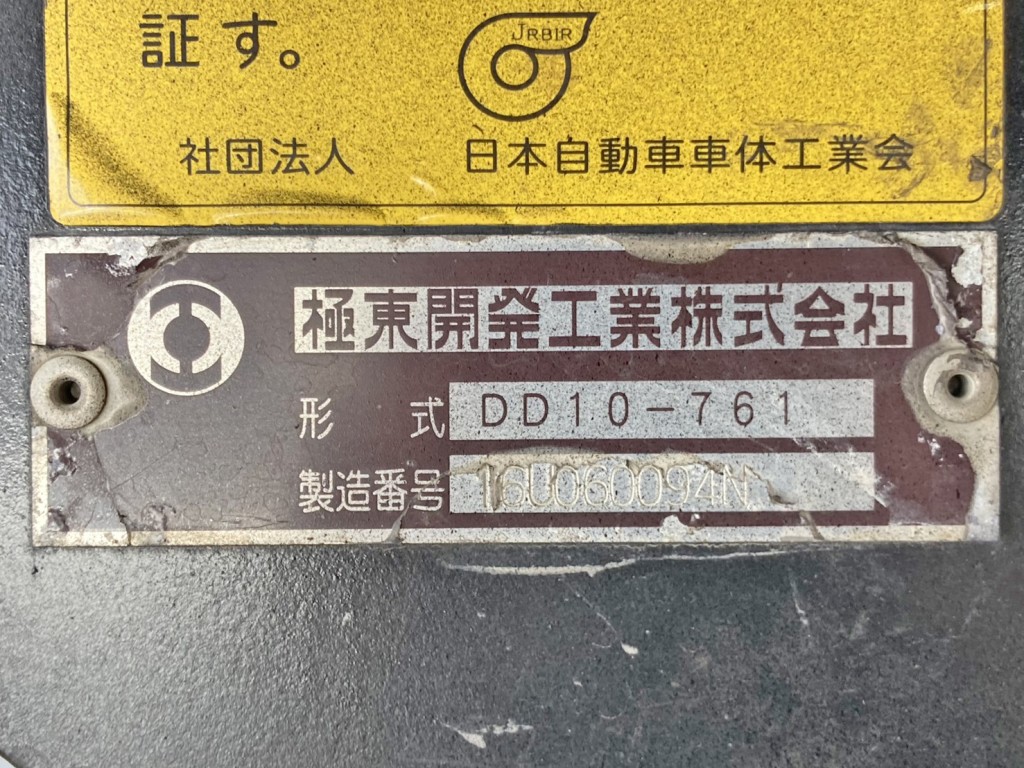 証す。
JRBIR
社団法人 日本自動車車体工業会
極東開発工業株式会社
形式 DD10-761
製造番号 16U060094N